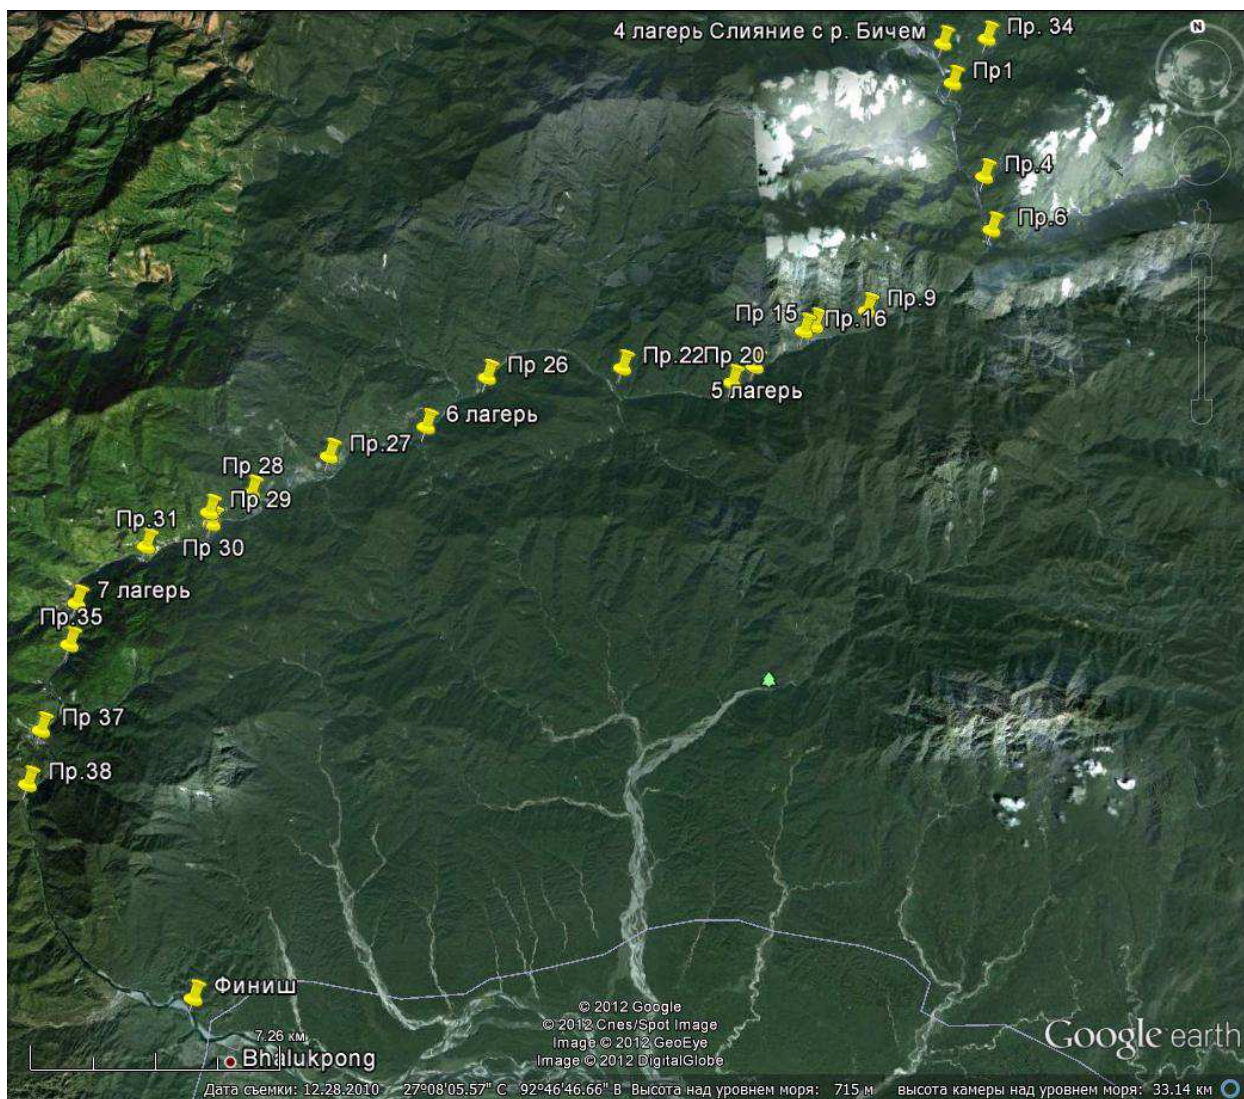 4 лагерь Слияние с р. Бичем
Пр. 34
N
Пр1
Пр.4
Пр.6
Пр.9
Пр 15
Пр.16
Пр.22
Пр 20
5 лагерь
Пр 26
6 лагерь
Пр.27
Пр 28
Пр 29
Пр.31
Пр 30
7 лагерь
Пр.35
Пр 37
Пр.38
Финиш
7.26 км
Bhalukpong
© 2012 Google
© 2012 Cnes/Spot Image
Image © 2012 GeoEye
Image © 2012 DigitalGlobe
Google earth
Дата съемки: 12.28.2010 27°08'05.57" С 92°46'46.66" В Высота над уровнем моря: 715 м высота камеры над уровнем моря: 33.14 км